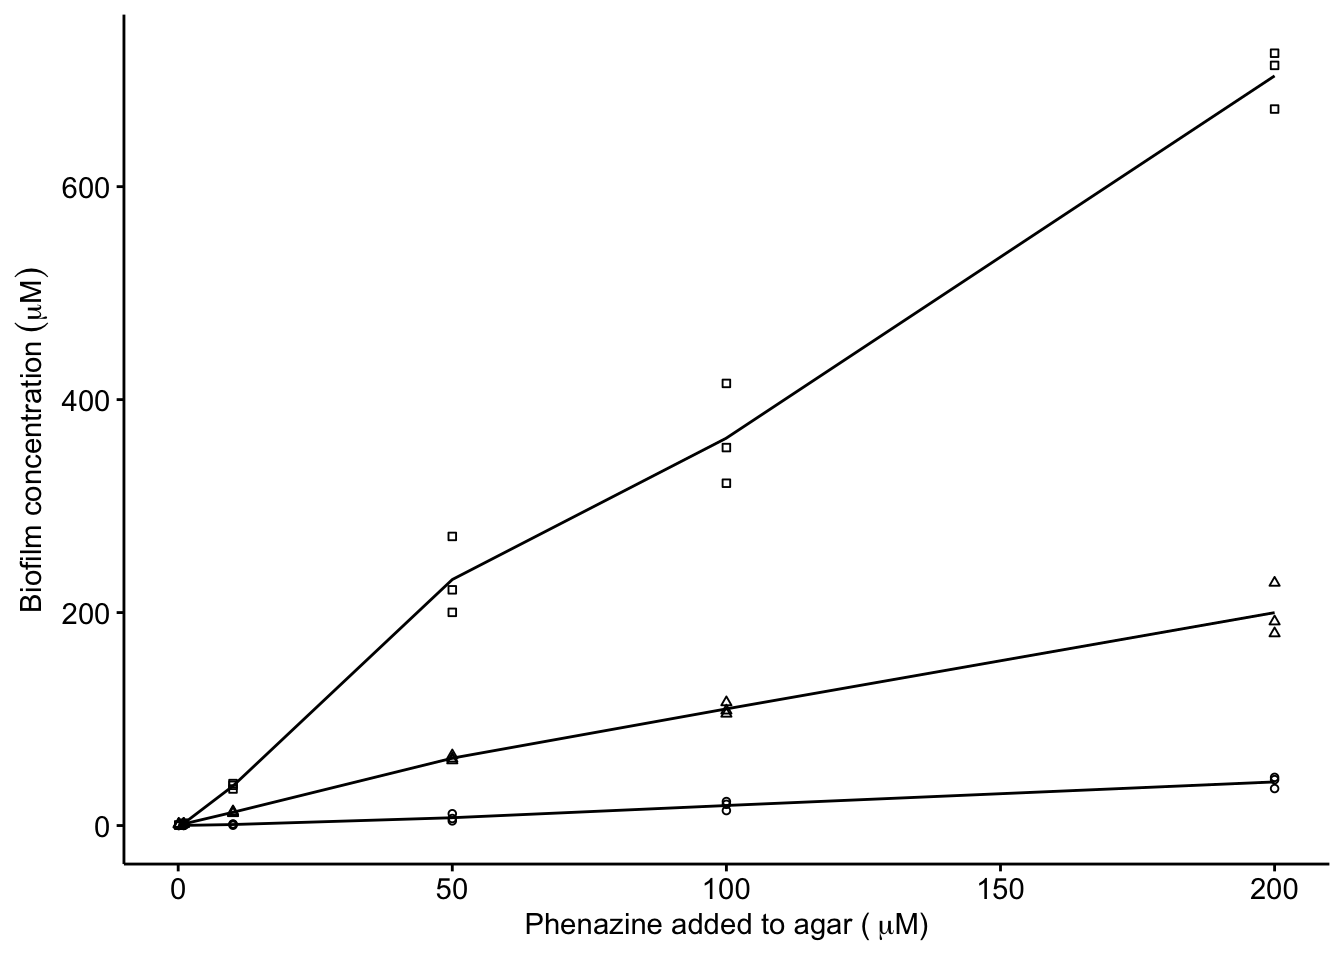 600
400
200
0
Biofilm concentration (μM)
0 50 100 150 200
Phenazine added to agar ( μM)